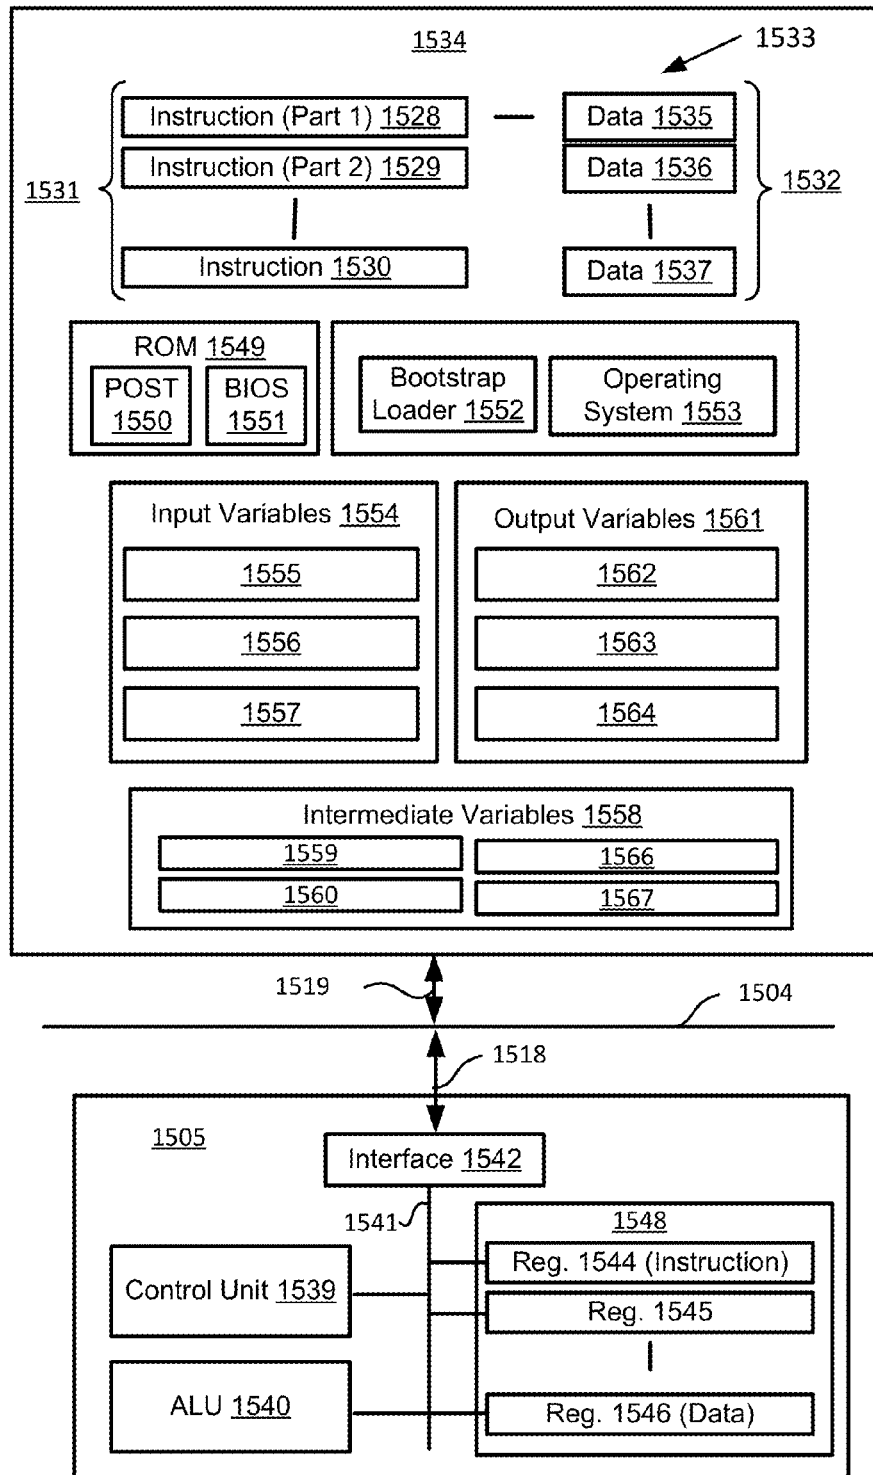 1534
1533
Instruction (Part 1) 1528
Data 1535
Instruction (Part 2) 1529
Data 1536
1531
1532
Instruction 1530
Data 1537
ROM 1549
POST
1550
BIOS
1551
Bootstrap
Loader 1552
Operating
System 1553
Input Variables 1554
1555
1556
1557
Output Variables 1561
1562
1563
1564
Intermediate Variables 1558
1559
1566
1560
1567
1519
1504
1518
1505
Interface 1542
1541
1548
Reg. 1544 (Instruction)
Control Unit 1539
Reg. 1545
ALU 1540
Reg. 1546 (Data)